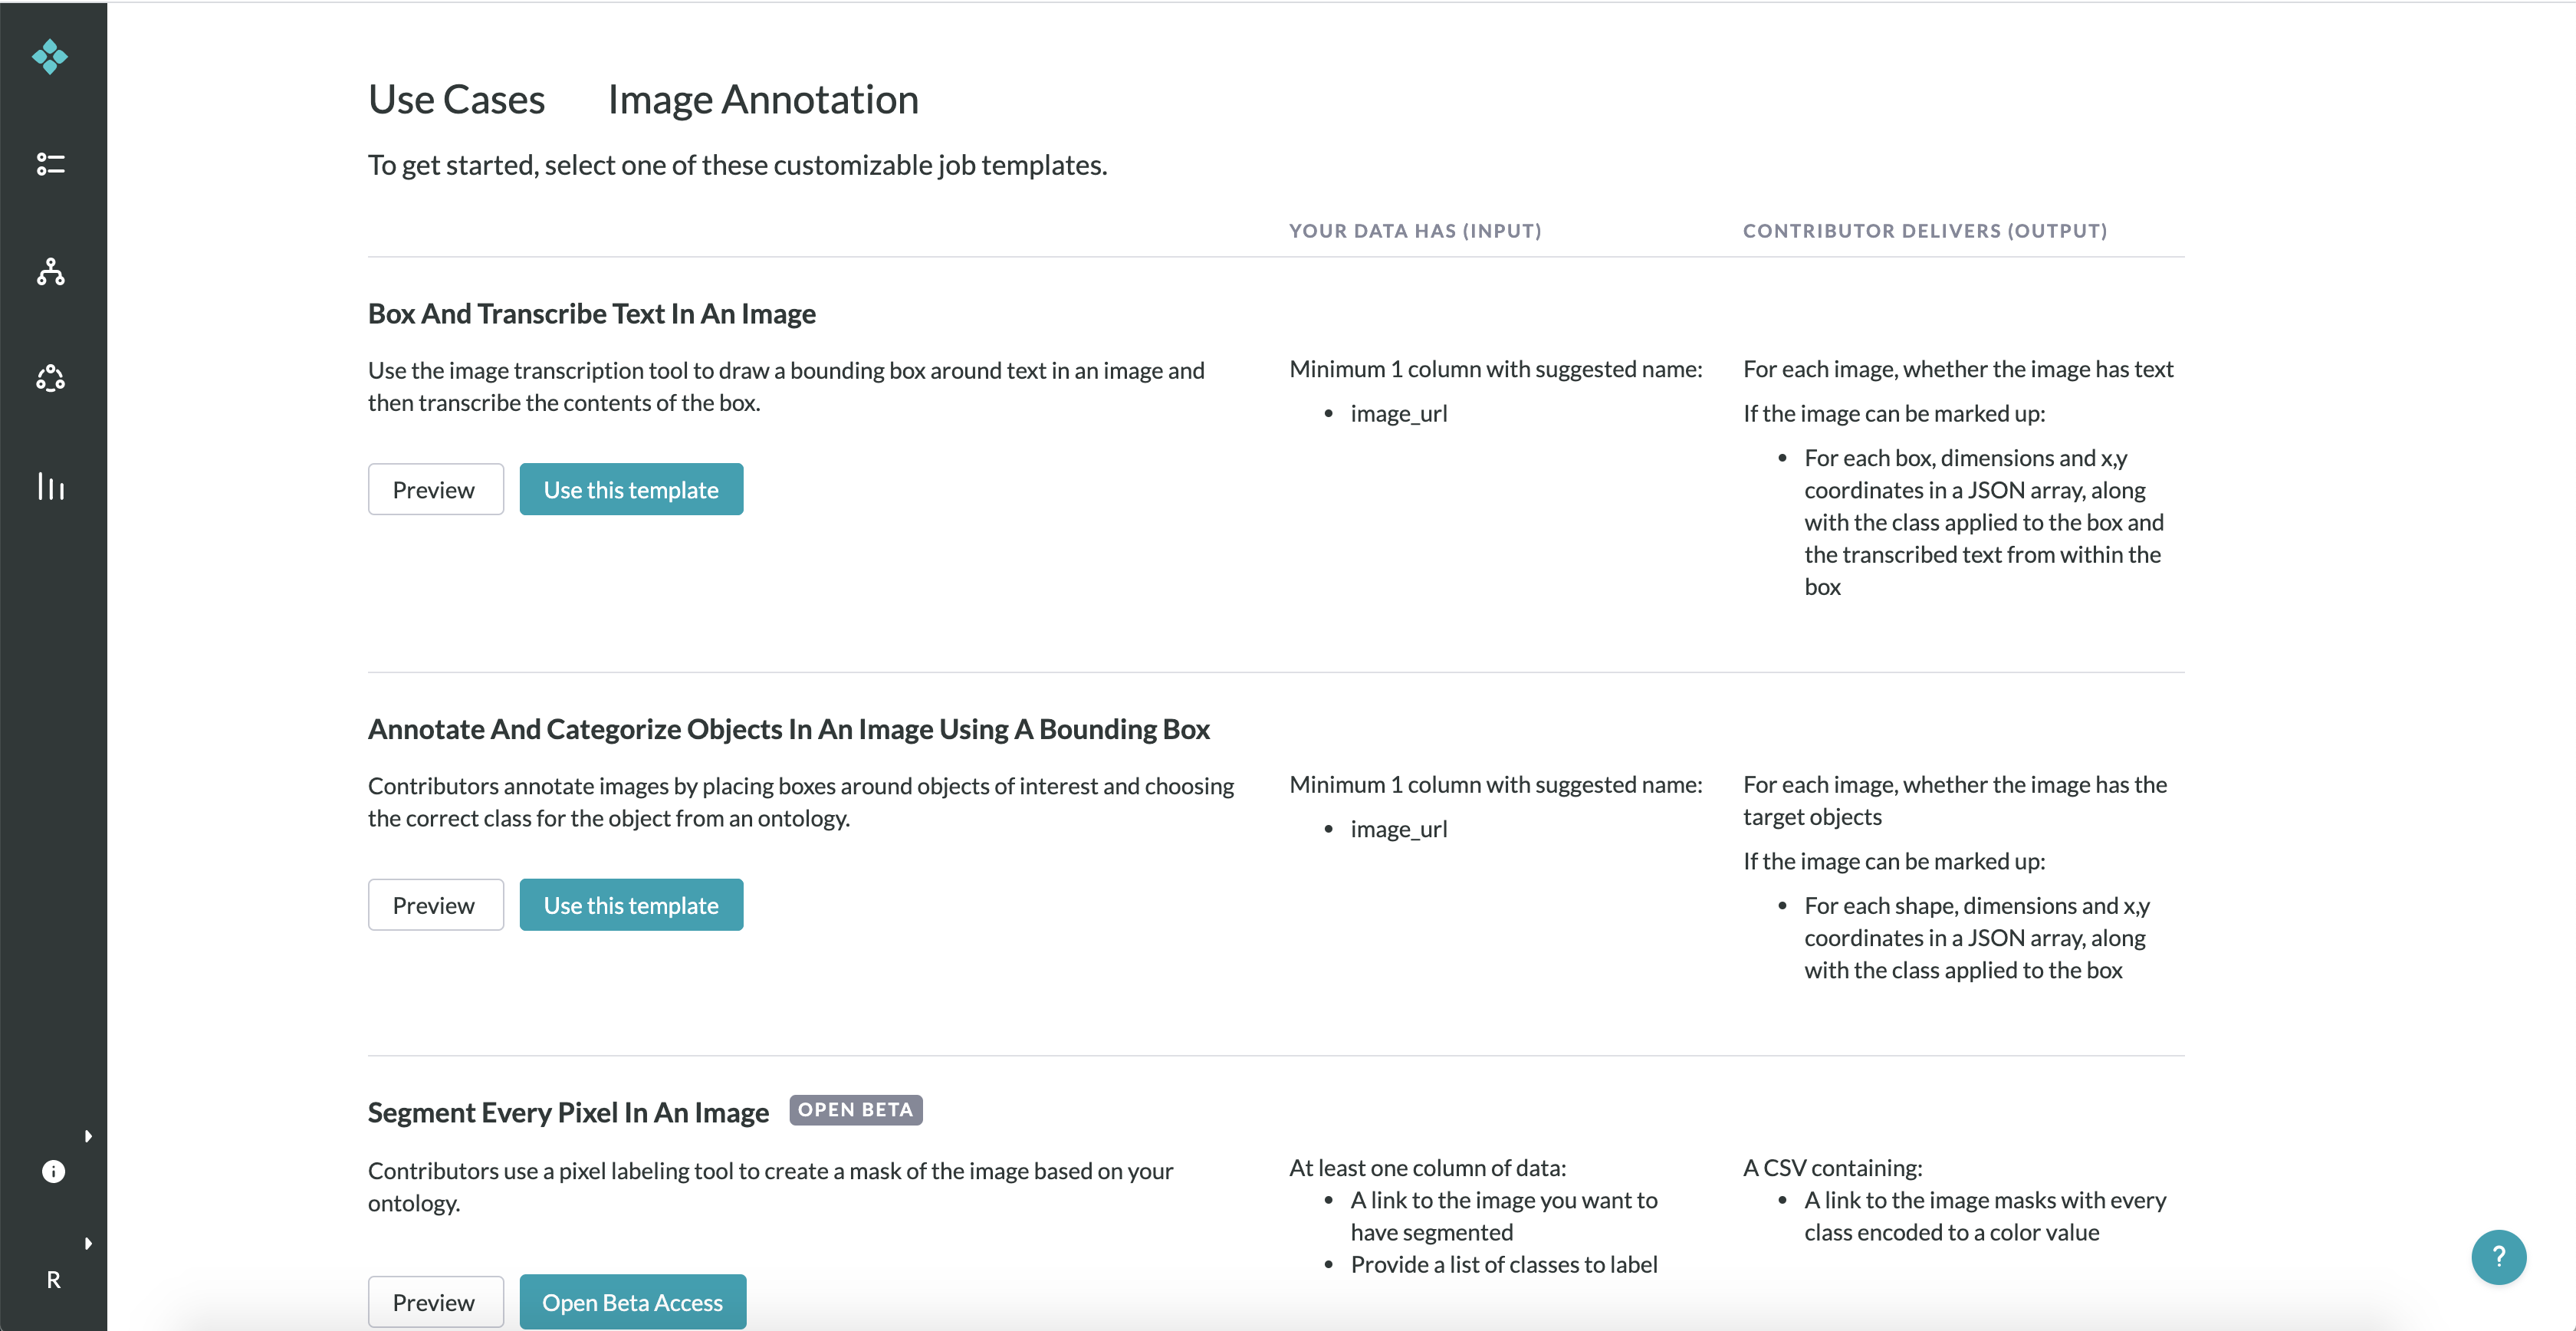 Use Cases Image Annotation
To get started, select one of these customizable job templates.
YOUR DATA HAS (INPUT)
CONTRIBUTOR DELIVERS (OUTPUT)
Box And Transcribe Text In An Image
Use the image transcription tool to draw a bounding box around text in an image and
then transcribe the contents of the box.
Preview
Use this template
Minimum 1 column with suggested name:
• image_url
For each image, whether the image has text
If the image can be marked up:
• For each box, dimensions and x,y
coordinates in a JSON array, along
with the class applied to the box and
the transcribed text from within the
box
Annotate And Categorize Objects In An Image Using A Bounding Box
Contributors annotate images by placing boxes around objects of interest and choosing
the correct class for the object from an ontology.
Preview
Use this template
Minimum 1 column with suggested name:
• image_url
For each image, whether the image has the
target objects
If the image can be marked up:
• For each shape, dimensions and x,y
coordinates in a JSON array, along
with the class applied to the box
Segment Every Pixel In An Image OPEN BETA
Contributors use a pixel labeling tool to create a mask of the image based on your
ontology.
Preview
Open Beta Access
At least one column of data:
• A link to the image you want to
have segmented
• Provide a list of classes to label
A CSV containing:
• A link to the image masks with every
class encoded to a color value
R
?